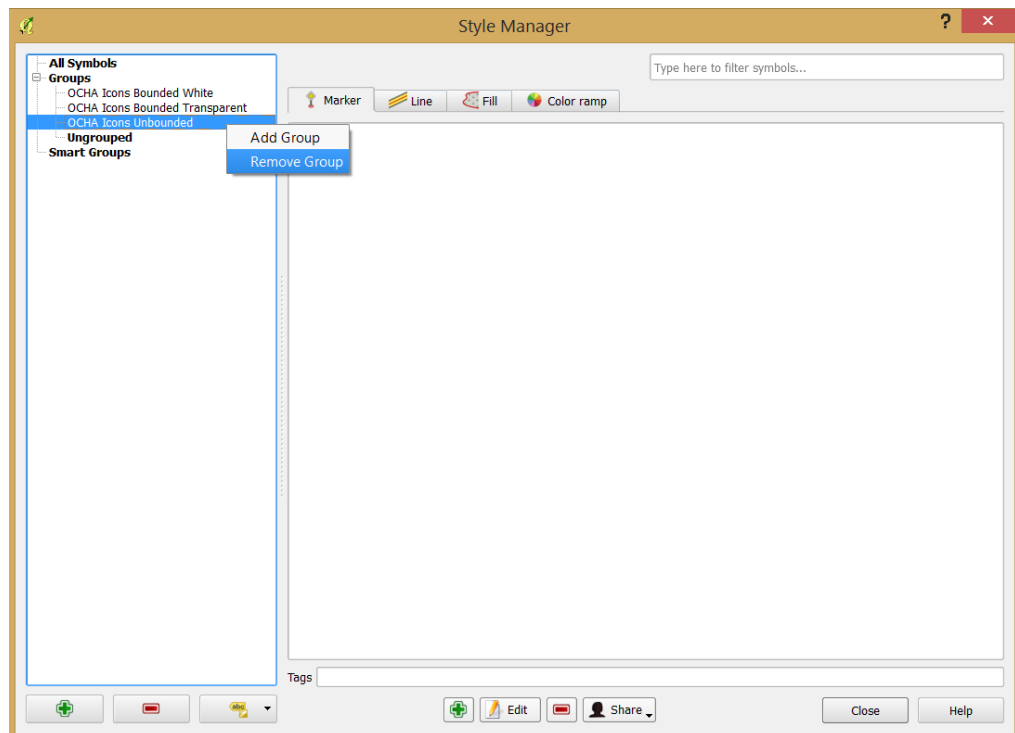 Style Manager
?
×
All Symbols
Groups
OCHA Icons Bounded White
OCHA Icons Bounded Transparent
OCHA Icons Unbounded
Ungrouped
Smart Groups
Add Group
Remove Group
Type here to filter symbols...
Marker Line Fill Color ramp
Tags
abc
Edit Share
Close Help